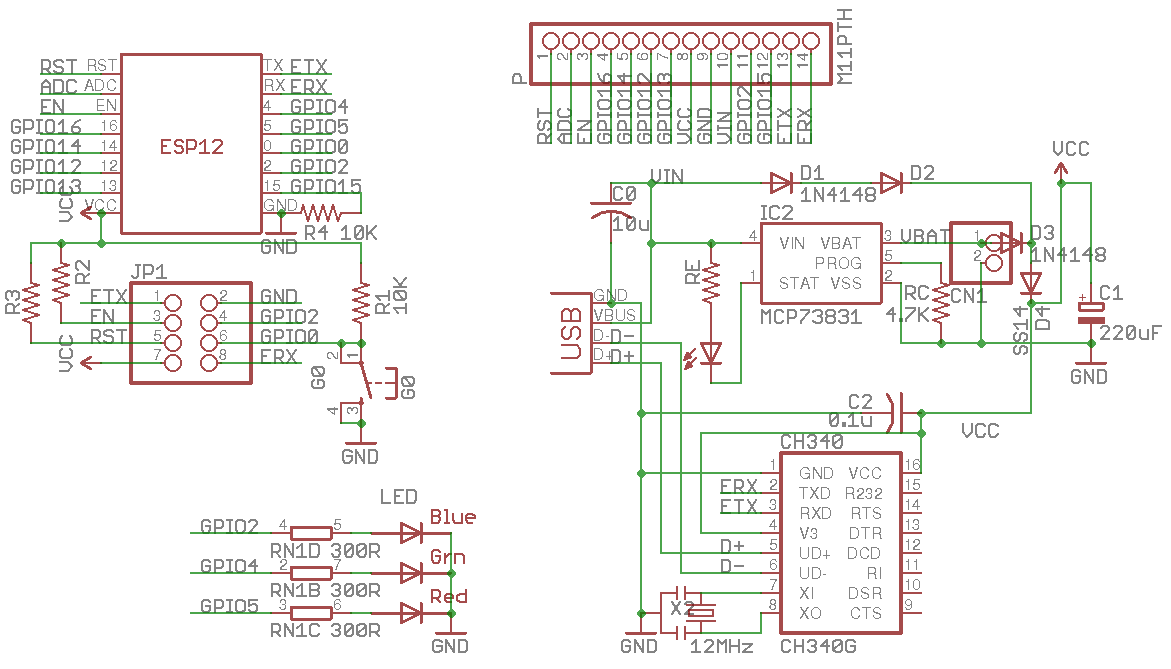 M11PTH
P
1 2 3 4 5 6 7 8 9 10 11 12 13 14
RST ADC EN GPIO16 GPIO14 GPIO12 GPIO13 VCC GND VIN GPIO2 GPIO15 ETX ERX
RST RST TX ETX
ADC ADC RX ERX
EN EN 4 GPIO4
GPIO16 16 5 GPIO5
GPIO14 14 ESP12 0 GPIO0
GPIO12 12 2 GPIO2
GPIO13 13 15 GPIO15
VCC VCC GND
R4 10K
GND
R3
R2
JP1
R1
10K
ETX 1 2 GND
EN 3 4 GPIO2
RST 5 6 GPIO0
VCC 7 8 ERX
G0
2 1
4 3
G0
GND
VCC
VIN
C0
10u
D1
1N4148
D2
IC2
4 VIN VBAT 3 VBAT
PROG 5
1 STAT VSS 2
MCP73831
RE
1
2
CN1
D3
1N4148
RC
4.7K
SS14
D4
C1
+
220uF
GND
USB
GND
VBUS
D- D-
D+ D+
C2
0.1u
VCC
CH340
1 GND VCC 16
ERX 2 TXD R232 15
ETX 3 RXD RTS 14
4 V3 DTR 13
D+ 5 UD+ DCD 12
D- 6 UD- RI 11
7 XI DSR 10
8 XO CTS 9
CH340G
X2
12MHz
GND
LED
GPIO2 4 5 Blue
RN1D 300R
GPIO4 2 7 Grn
RN1B 300R
GPIO5 3 6 Red
RN1C 300R
GND